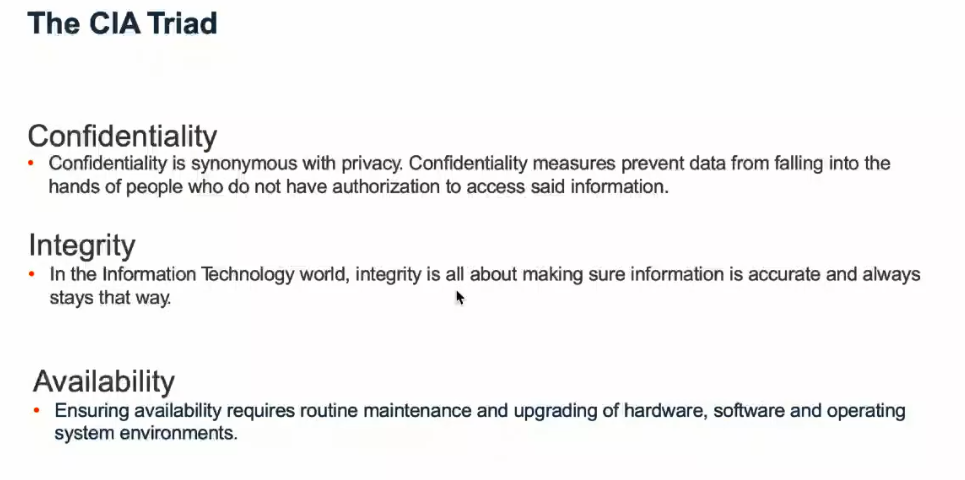 The CIA Triad
Confidentiality
• Confidentiality is synonymous with privacy. Confidentiality measures prevent data from falling into the
hands of people who do not have authorization to access said information.
Integrity
• In the Information Technology world, integrity is all about making sure information is accurate and always
stays that way.
Availability
• Ensuring availability requires routine maintenance and upgrading of hardware, software and operating
system environments.